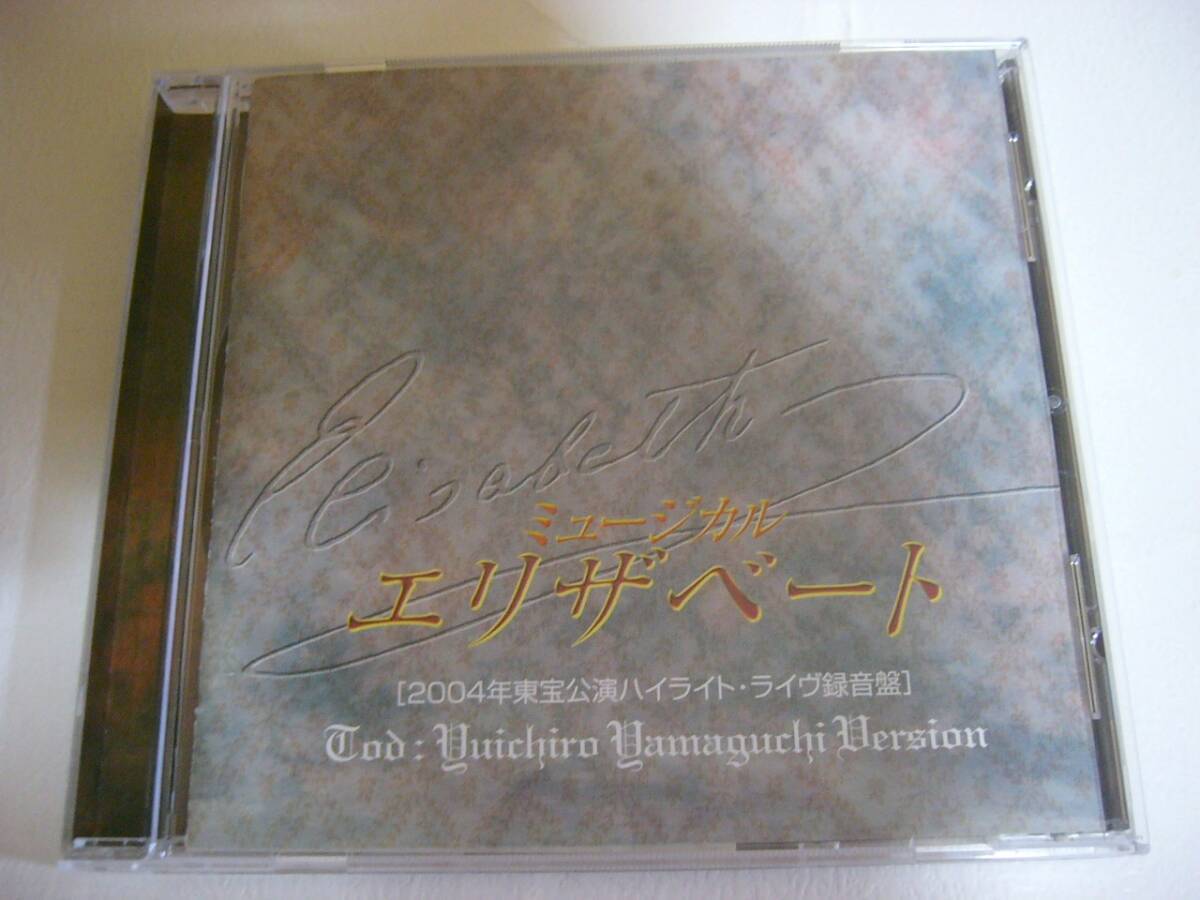 Elisabeth
ミュージカル
エリザベート
[2004年東宝公演ハイライト・ライヴ録音盤]
Tod : Yuichiro Yamaguchi Version